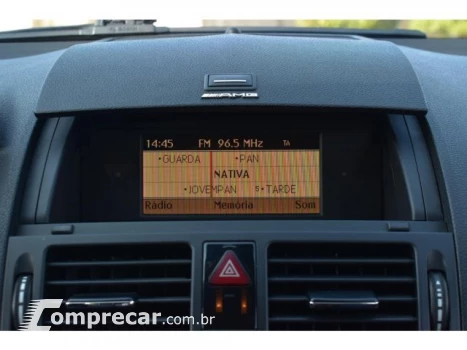 AMG
14:45 FM 96.5 MHz TA
•GUARDA •PAN
NATIVA
•JOVEMPAN •TARDE
Rádio Memória Som
Comprecar.com.br